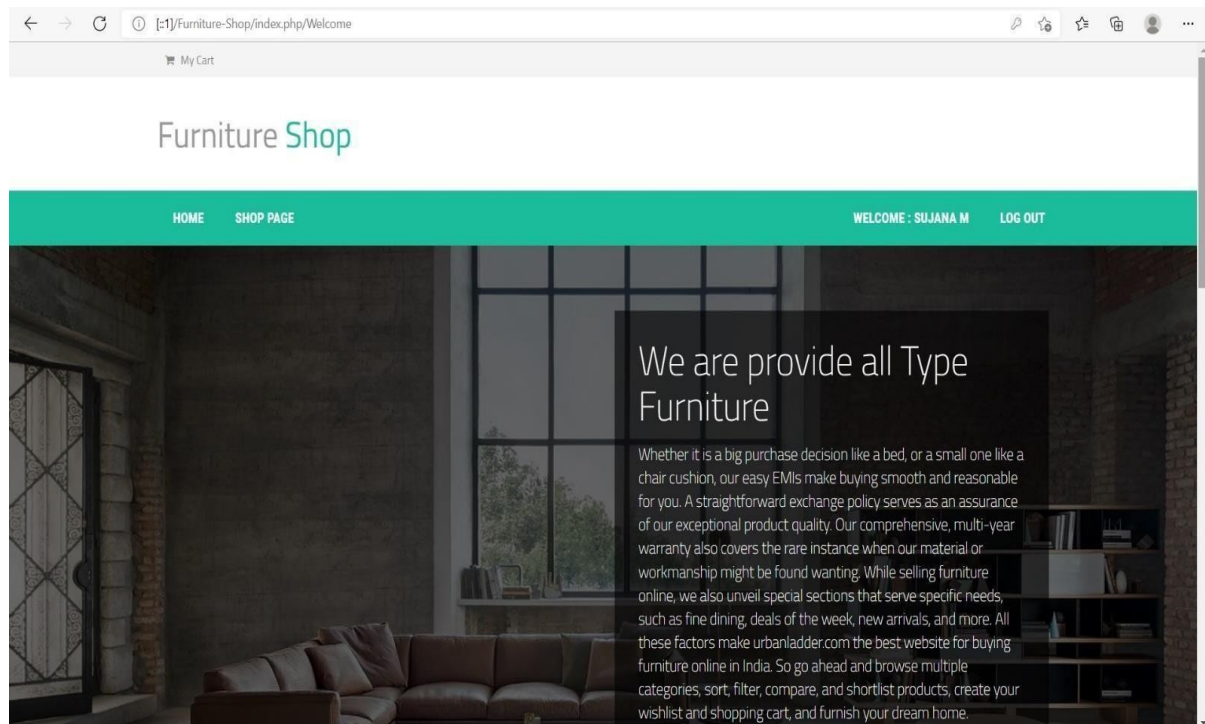 [::1]/Furniture-Shop/index.php/Welcome
My Cart
Furniture Shop
HOME SHOP PAGE WELCOME : SUJANA M LOG OUT
We are provide all Type
Furniture
Whether it is a big purchase decision like a bed, or a small one like a
chair cushion, our easy EMIs make buying smooth and reasonable
for you. A straightforward exchange policy serves as an assurance
of our exceptional product quality. Our comprehensive, multi-year
warranty also covers the rare instance when our material or
workmanship might be found wanting. While selling furniture
online, we also unveil special sections that serve specific needs,
such as fine dining, deals of the week, new arrivals, and more. All
these factors make urbanladder.com the best website for buying
furniture online in India. So go ahead and browse multiple
categories, sort, filter, compare, and shortlist products, create your
wishlist and shopping cart, and furnish your dream home.